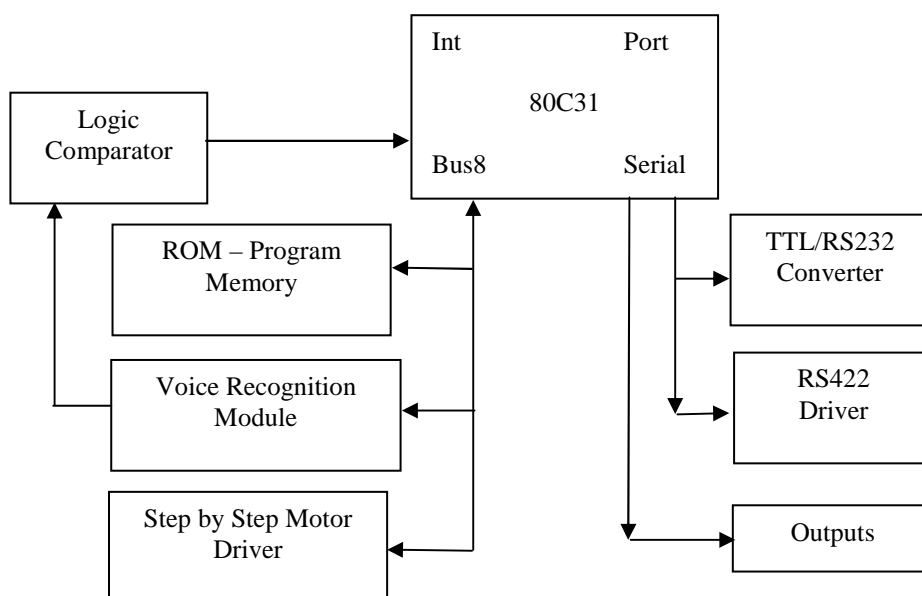 Int Port
80C31
Bus8 Serial
Logic
Comparator
ROM – Program
Memory
Voice Recognition
Module
Step by Step Motor
Driver
TTL/RS232
Converter
RS422
Driver
Outputs